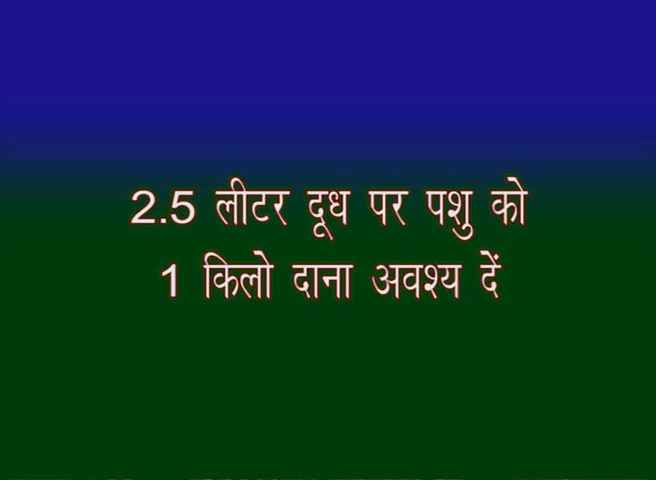 2.5 लीटर दूध पर पशु को
1 किलो दाना अवश्य दें